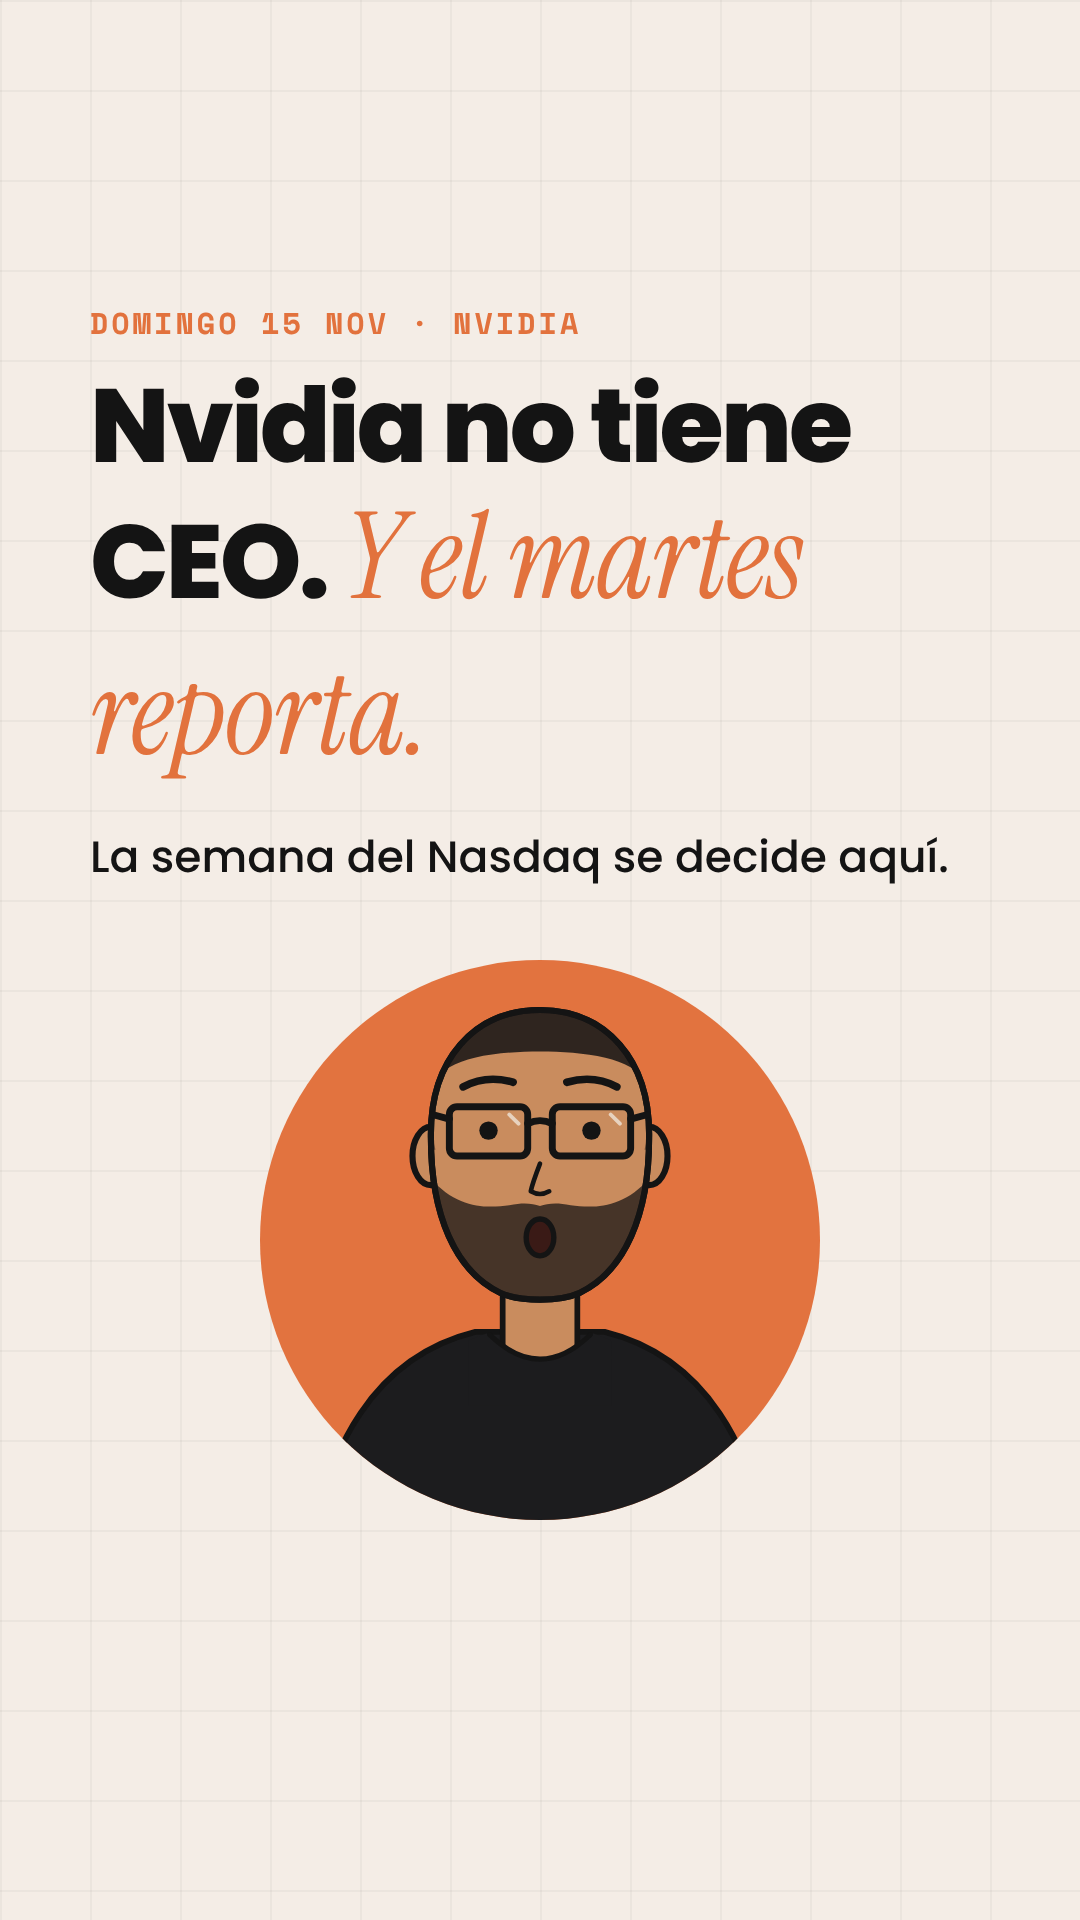 DOMINGO 15 NOV · NVIDIA
Nvidia no tiene
CEO. Y el martes
reporta.
La semana del Nasdaq se decide aquí.